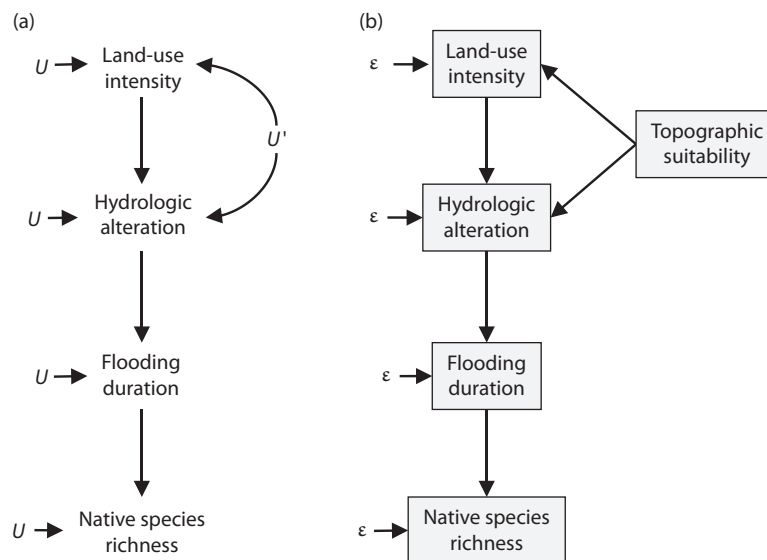 (a)
U
Land-use
intensity
U'
U
Hydrologic
alteration
U
Flooding
duration
U
Native species
richness
(b)
ε
Land-use
intensity
Topographic
suitability
ε
Hydrologic
alteration
ε
Flooding
duration
ε
Native species
richness